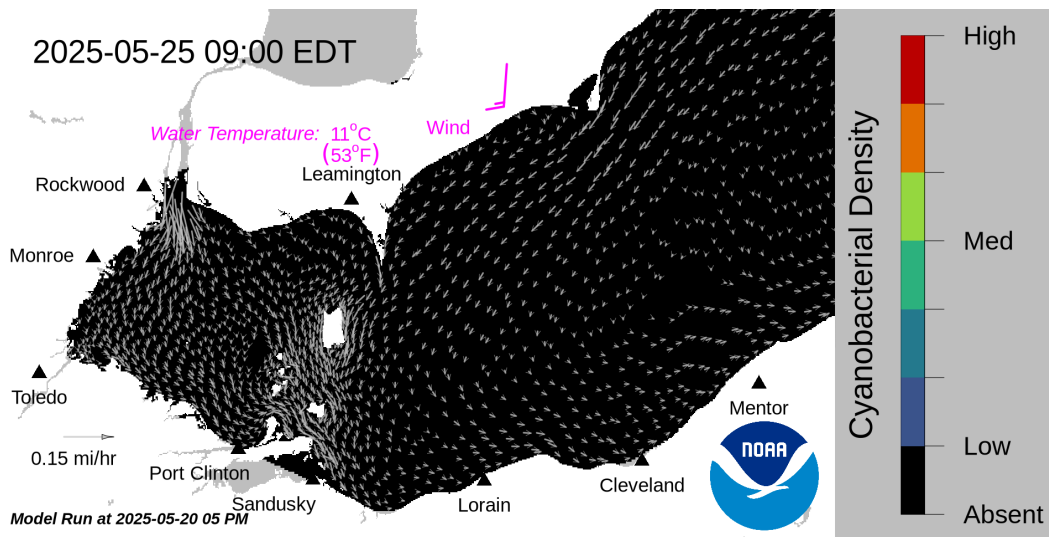 2025-05-25 09:00 EDT
Wind
Water Temperature: 11°C
(53°F)
Leamington
Rockwood
Monroe
Toledo
0.15 mi/hr
Port Clinton
Sandusky
Lorain
Cleveland
Mentor
NOAA
Model Run at 2025-05-20 05 PM
Cyanobacterial Density
High
Med
Low
Absent